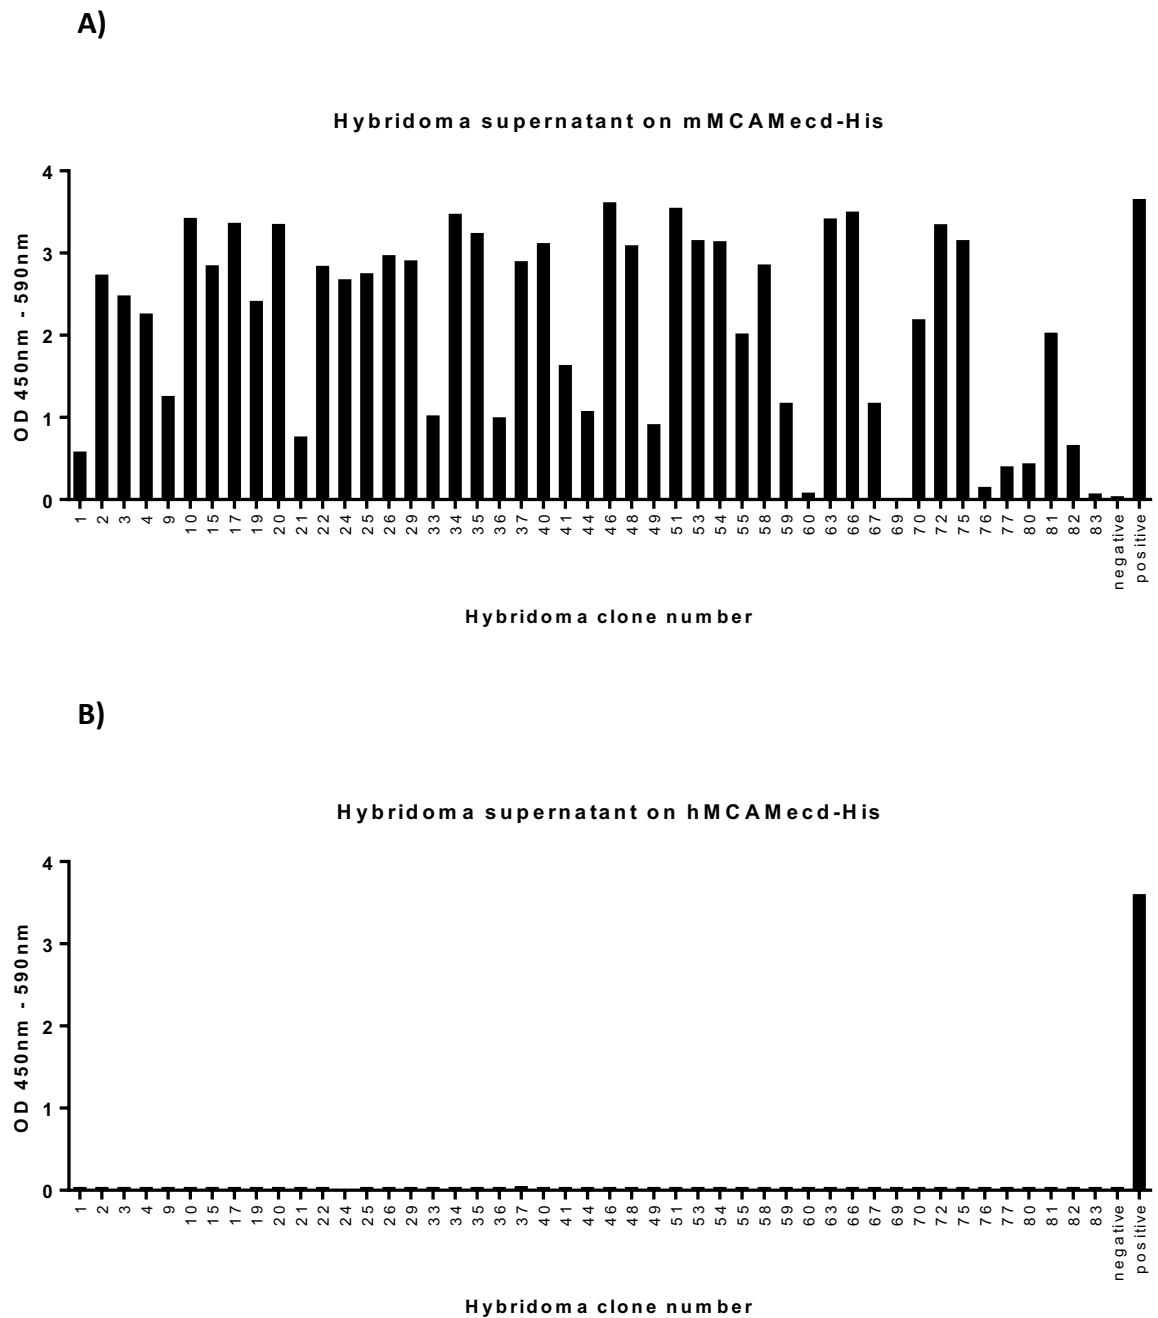 A)
Hybridoma supernatant on mMCAMecd-His
OD 450nm - 590nm
4
3
2
1
0
1 2 3 4 9 10 15 17 19 20 21 22 24 25 26 29 33 34 35 36 37 40 41 44 46 48 49 51 53 54 55 58 59 60 63 66 67 69 70 72 75 76 77 80 81 82 83 negative positive
Hybridoma clone number
B)
Hybridoma supernatant on hMCAMecd-His
OD 450nm - 590nm
4
3
2
1
0
1 2 3 4 9 10 15 17 19 20 21 22 24 25 26 29 33 34 35 36 37 40 41 44 46 48 49 51 53 54 55 58 59 60 63 66 67 69 70 72 75 76 77 80 81 82 83 negative positive
Hybridoma clone number